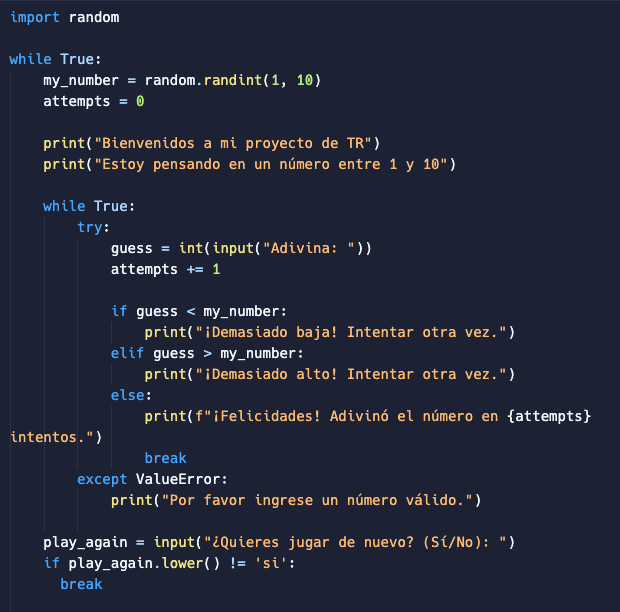 import random

while True:
    my_number = random.randint(1, 10)
    attempts = 0

    print("Bienvenidos a mi proyecto de TR")
    print("Estoy pensando en un número entre 1 y 10")

    while True:
        try:
            guess = int(input("Adivina: "))
            attempts += 1

            if guess < my_number:
                print("¡Demasiado baja! Intentar otra vez.")
            elif guess > my_number:
                print("¡Demasiado alto! Intentar otra vez.")
            else:
                print(f"¡Felicidades! Adivinó el número en {attempts}
intentos.")
                break
        except ValueError:
            print("Por favor ingrese un número válido.")

    play_again = input("¿Quieres jugar de nuevo? (Sí/No): ")
    if play_again.lower() != 'si':
      break